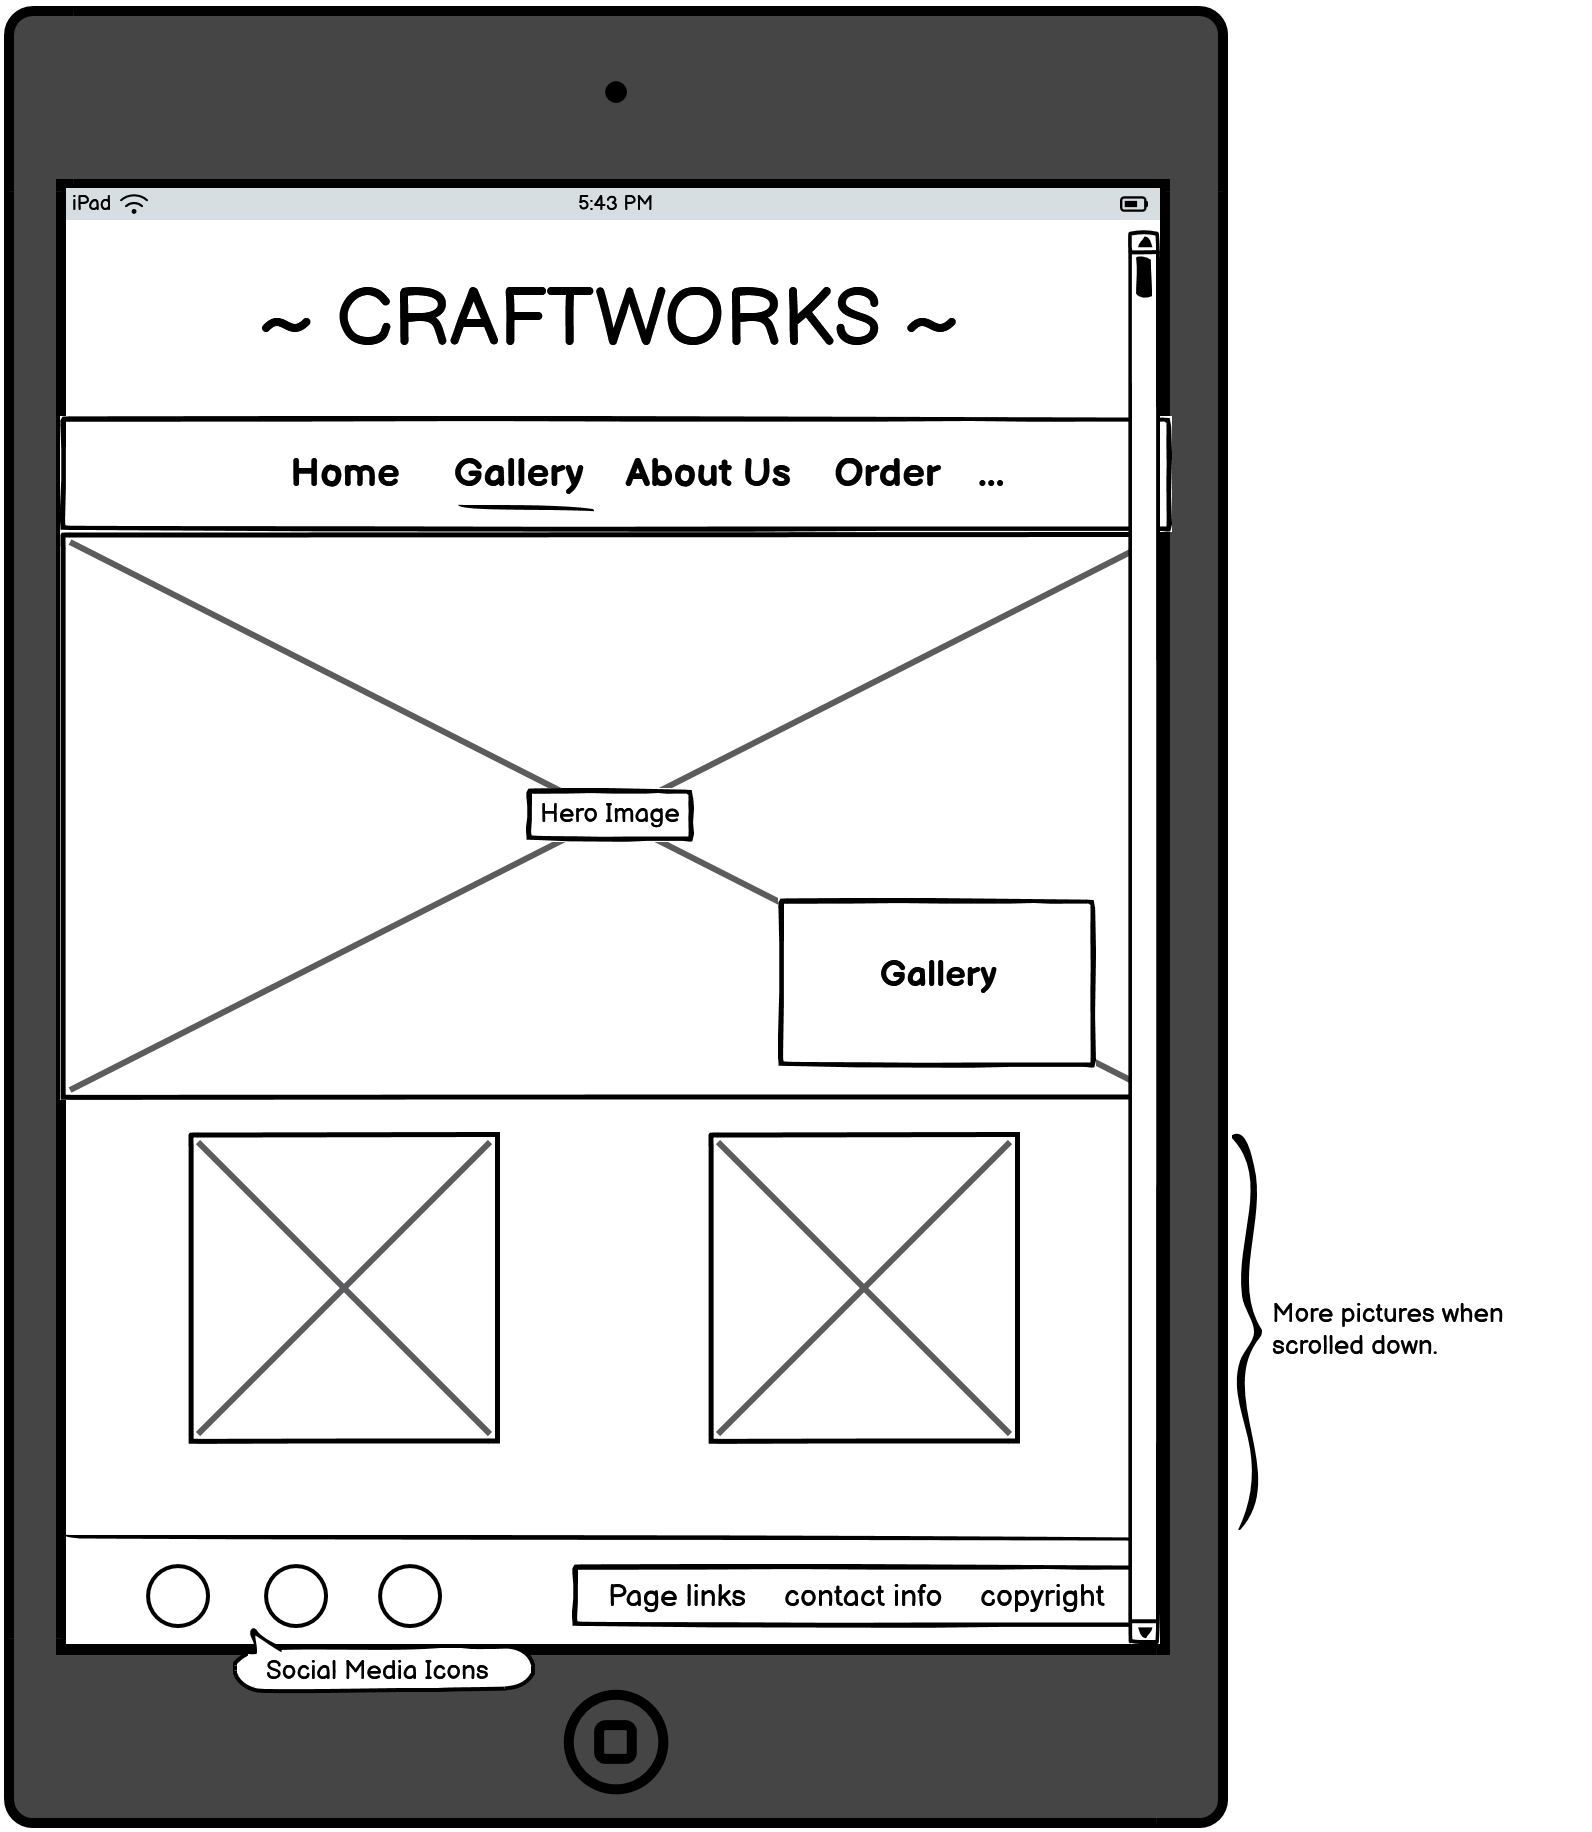 iPad 5:43 PM
~ CRAFTWORKS ~
Home Gallery About Us Order ...
Hero Image
Gallery
More pictures when
scrolled down.
Page links contact info copyright
Social Media Icons